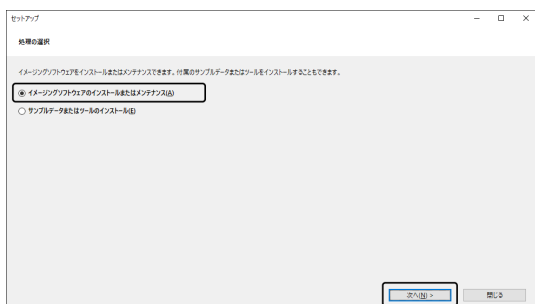 セットアップ
処理の選択
イメージングソフトウェアをインストールまたはメンテナンスできます。付属のサンプルデータまたはツールをインストールすることもできます。
イメージングソフトウェアのインストールまたはメンテナンス(A)
サンプルデータまたはツールのインストール(E)
次へ(N) > 閉じる